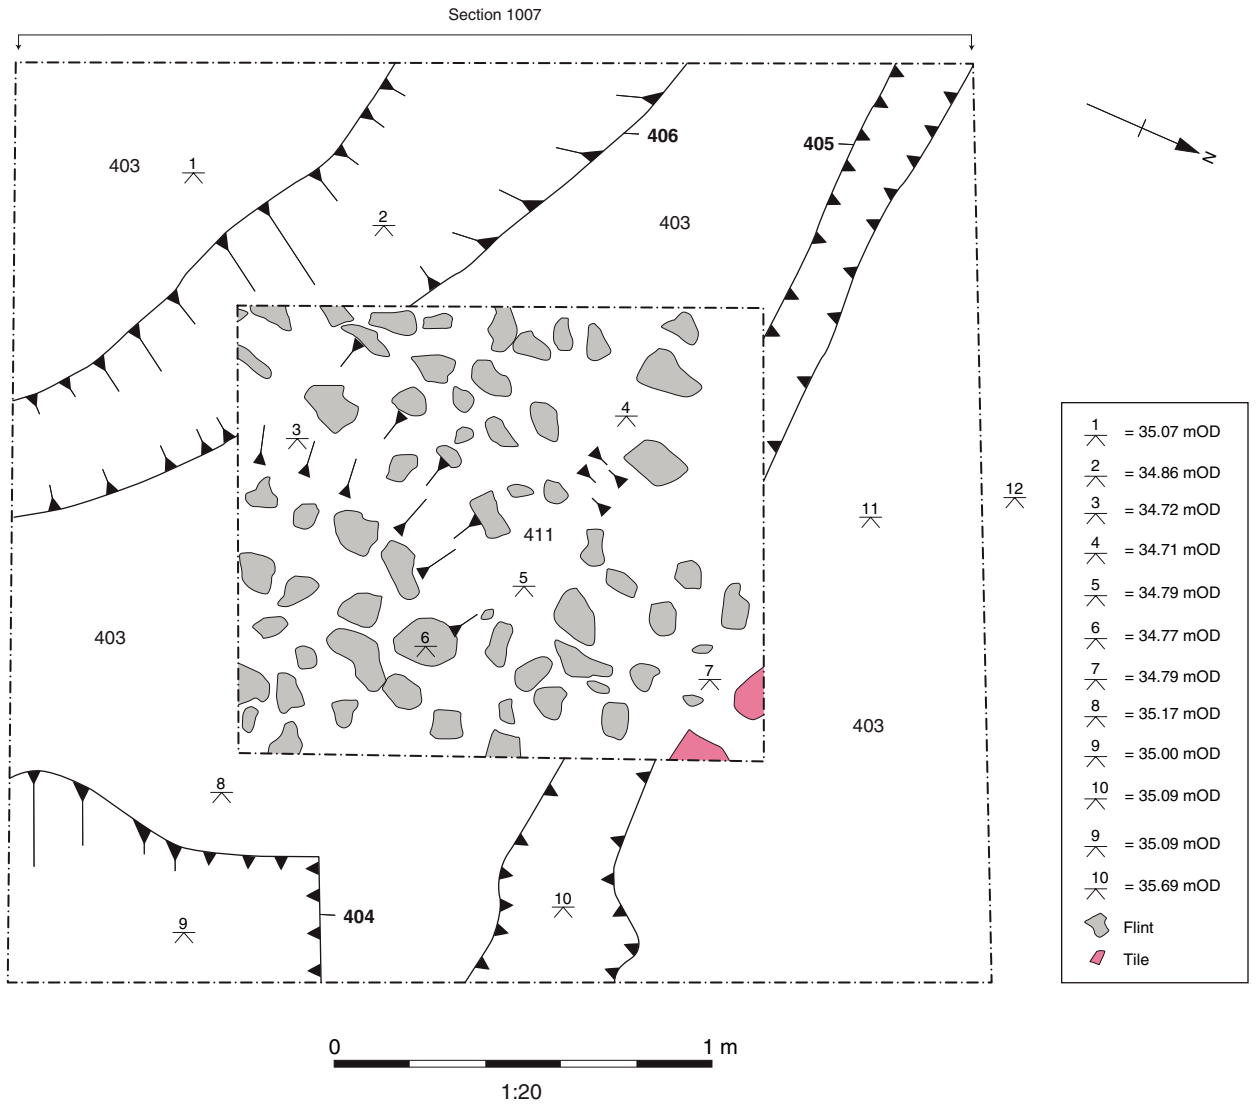 Section 1007
406
405
403
1
2
403
N
4
3
411
5
6
7
11
12
403
403
8
9
404
10
1 = 35.07 mOD
2 = 34.86 mOD
3 = 34.72 mOD
4 = 34.71 mOD
5 = 34.79 mOD
6 = 34.77 mOD
7 = 34.79 mOD
8 = 35.17 mOD
9 = 35.00 mOD
10 = 35.09 mOD
9 = 35.09 mOD
10 = 35.69 mOD
Flint
Tile
0 1 m
1:20